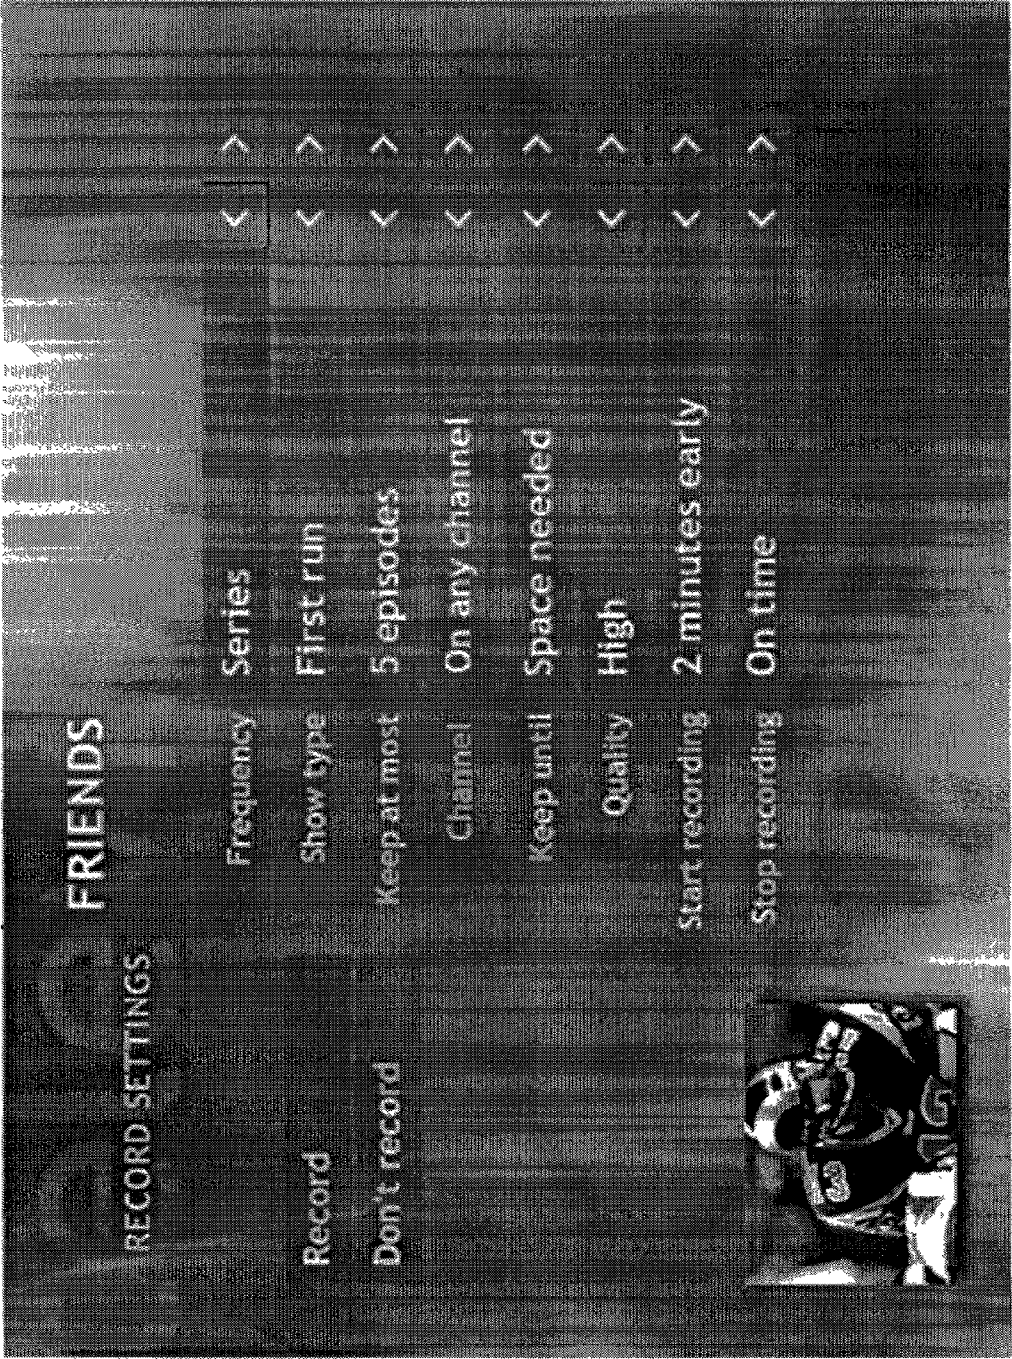 FRIENDS
RECORD SETTINGS
Frequency Series
Record
Show type First run
Don't record
Keep at most 5 episodes
Channel On any channel
Keep until Space needed
Quality High
Start recording 2 minutes early
Stop recording On time